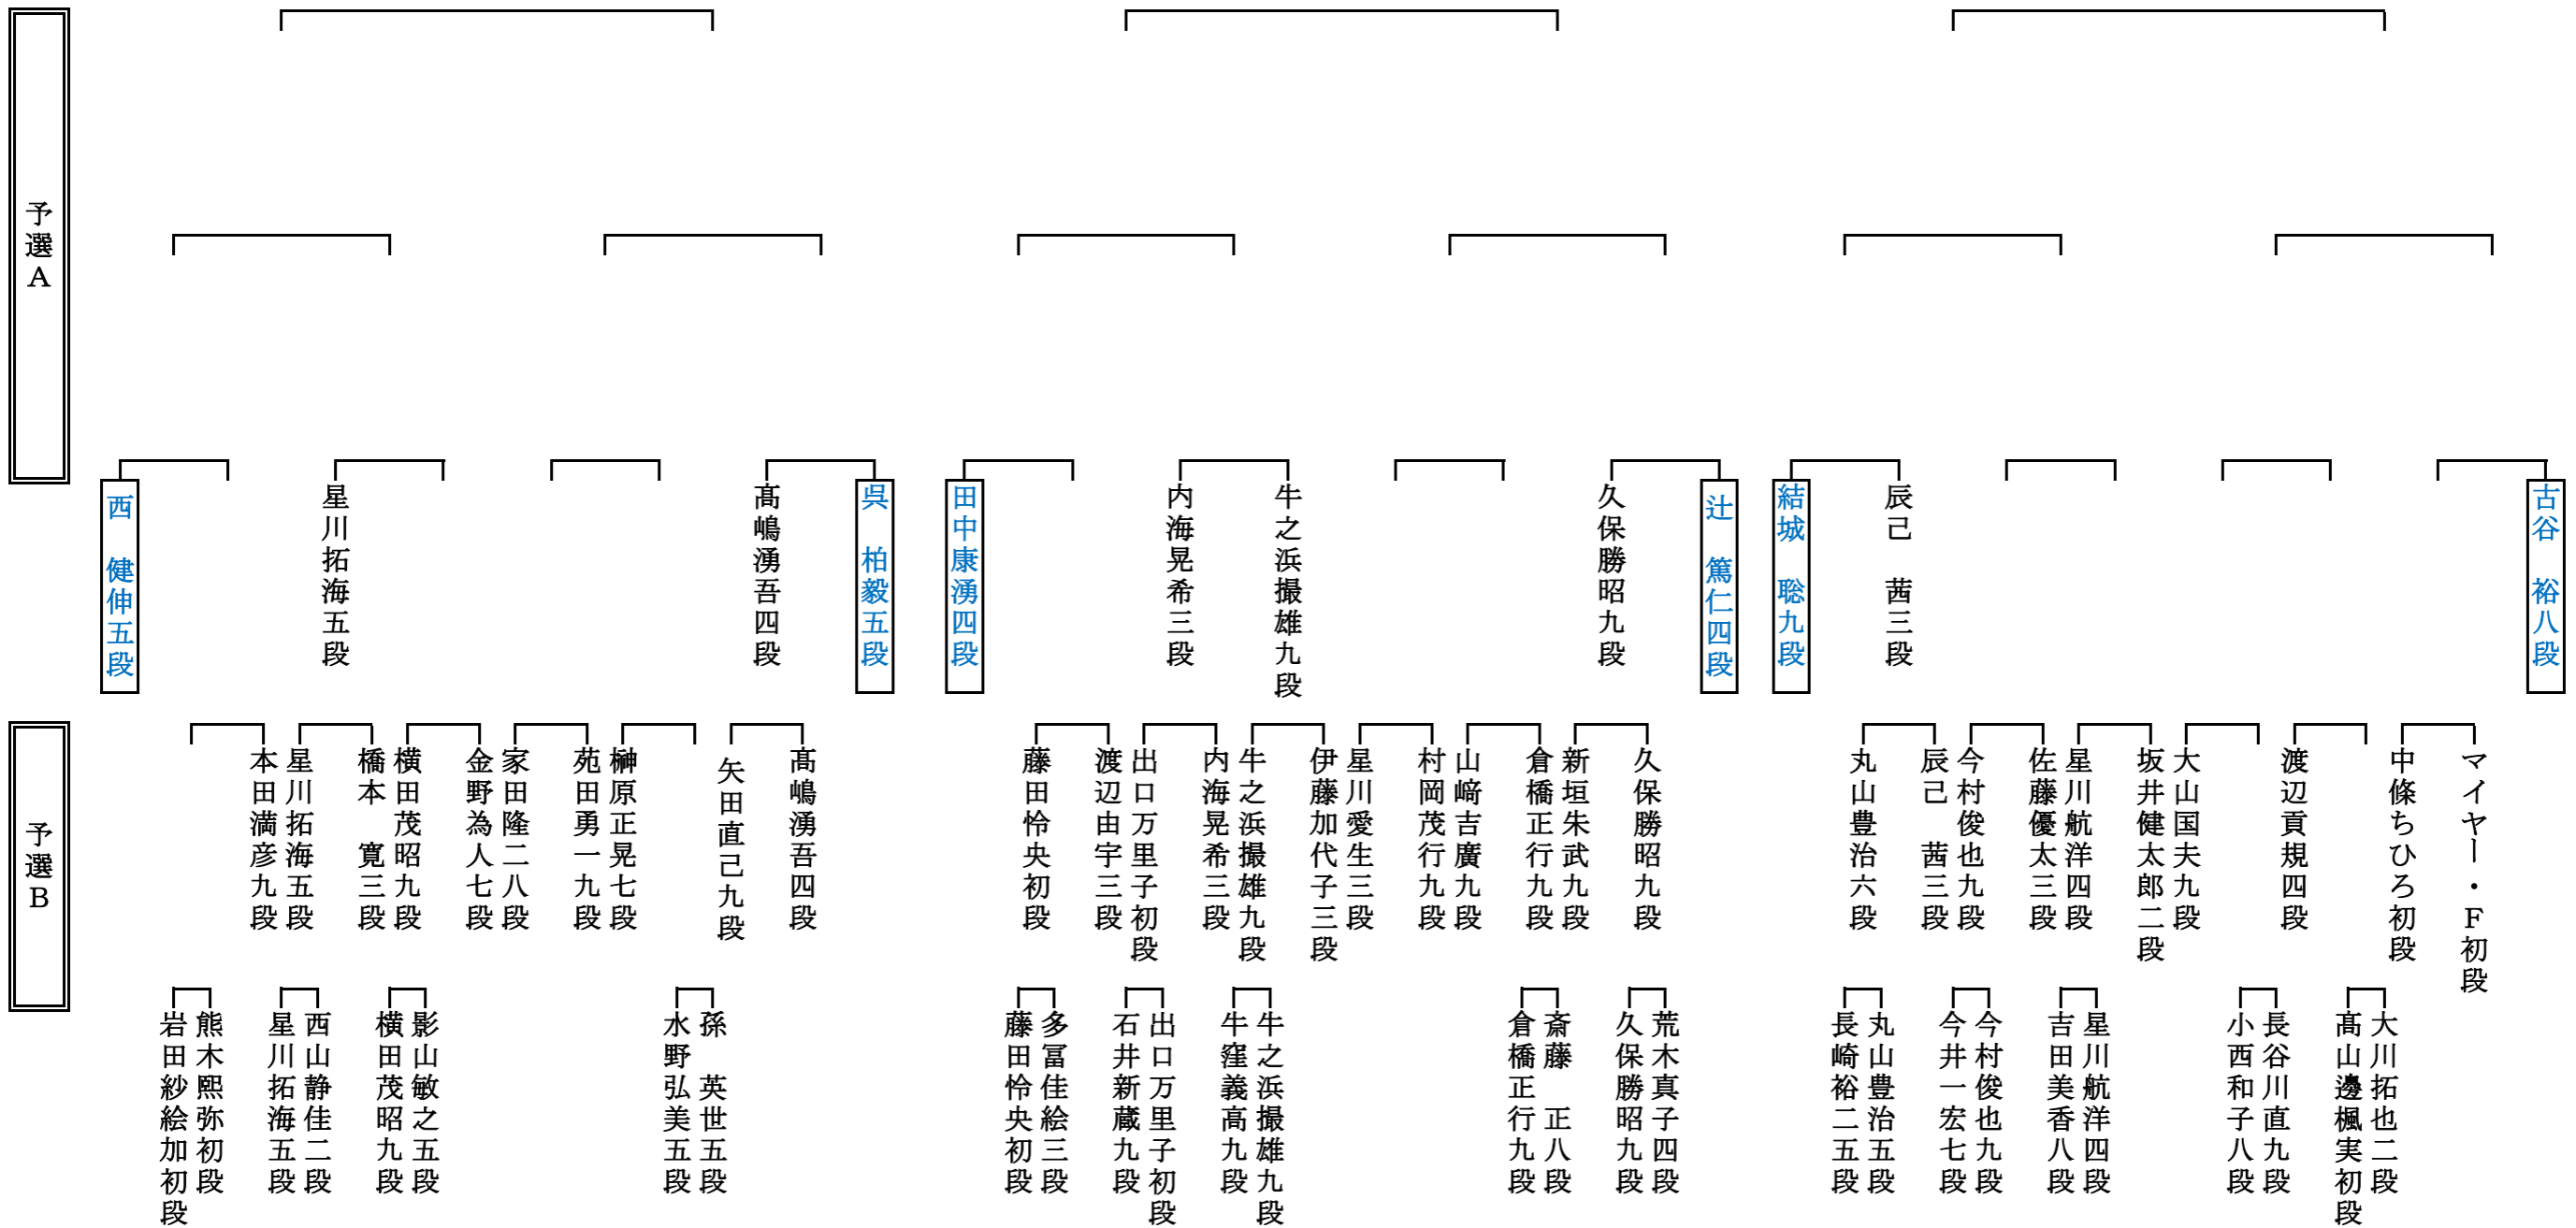 予選A
西　健伸五段
星川拓海五段
髙嶋湧吾四段
呉　柏毅五段
田中康湧四段
内海晃希三段
牛之浜撮雄九段
久保勝昭九段
辻　篤仁四段
結城　聡九段
辰己　茜三段
古谷　裕八段
予選B
本田満彦九段
星川拓海五段
橋本　寛三段
横田茂昭九段
金野為人七段
家田隆二八段
苑田勇一九段
榊原正晃七段
矢田直己九段
髙嶋湧吾四段
藤田怜央初段
渡辺由宇三段
出口万里子初段
内海晃希三段
牛之浜撮雄九段
伊藤加代子三段
星川愛生三段
村岡茂行九段
山﨑吉廣九段
倉橋正行九段
新垣朱武九段
久保勝昭九段
丸山豊治六段
辰己　茜三段
今村俊也九段
佐藤優太三段
星川航洋四段
坂井健太郎二段
大山国夫九段
渡辺貢規四段
中條ちひろ初段
マイヤー・F初段
岩田紗絵加初段
熊木熙弥初段
星川拓海五段
西山静佳二段
横田茂昭九段
影山敏之五段
水野弘美五段
孫　英世五段
藤田怜央初段
多冨佳絵三段
石井新蔵九段
出口万里子初段
牛窪義高九段
牛之浜撮雄九段
倉橋正行九段
斎藤　正八段
久保勝昭九段
荒木真子四段
長崎裕二五段
丸山豊治五段
今井一宏七段
今村俊也九段
吉田美香八段
星川航洋四段
小西和子八段
長谷川直九段
髙山邊楓実初段
大川拓也二段